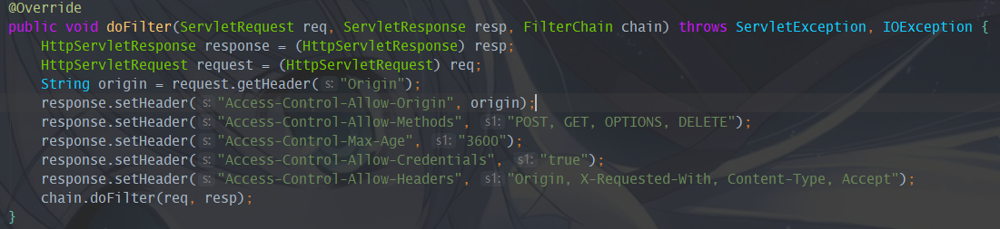 @Override
public void doFilter(ServletRequest req, ServletResponse resp, FilterChain chain) throws ServletException, IOException {
    HttpServletResponse response = (HttpServletResponse) resp;
    HttpServletRequest request = (HttpServletRequest) req;
    String origin = request.getHeader( s: "Origin");
    response.setHeader( s: "Access-Control-Allow-Origin", origin);
    response.setHeader( s: "Access-Control-Allow-Methods", s1: "POST, GET, OPTIONS, DELETE");
    response.setHeader( s: "Access-Control-Max-Age", s1: "3600");
    response.setHeader( s: "Access-Control-Allow-Credentials", s1: "true");
    response.setHeader( s: "Access-Control-Allow-Headers", s1: "Origin, X-Requested-With, Content-Type, Accept");
    chain.doFilter(req, resp);
}